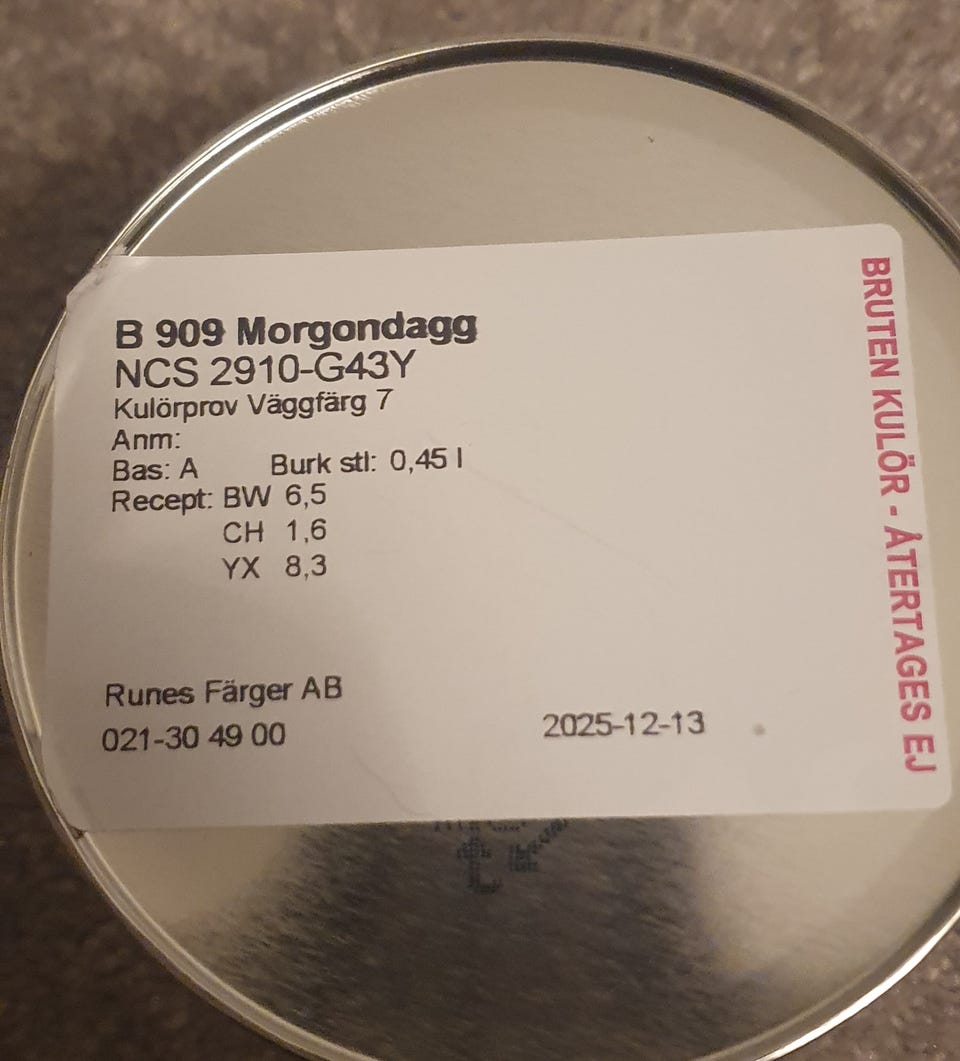 B 909 Morgondagg
NCS 2910-G43Y
Kulörprov Väggfärg 7
Anm:
Bas: A Burk stl: 0,45 l
Recept: BW 6,5
CH 1,6
YX 8,3
Runes Färger AB
021-30 49 00 2025-12-13
BRUTEN KULÖR - ÅTERTAGES EJ